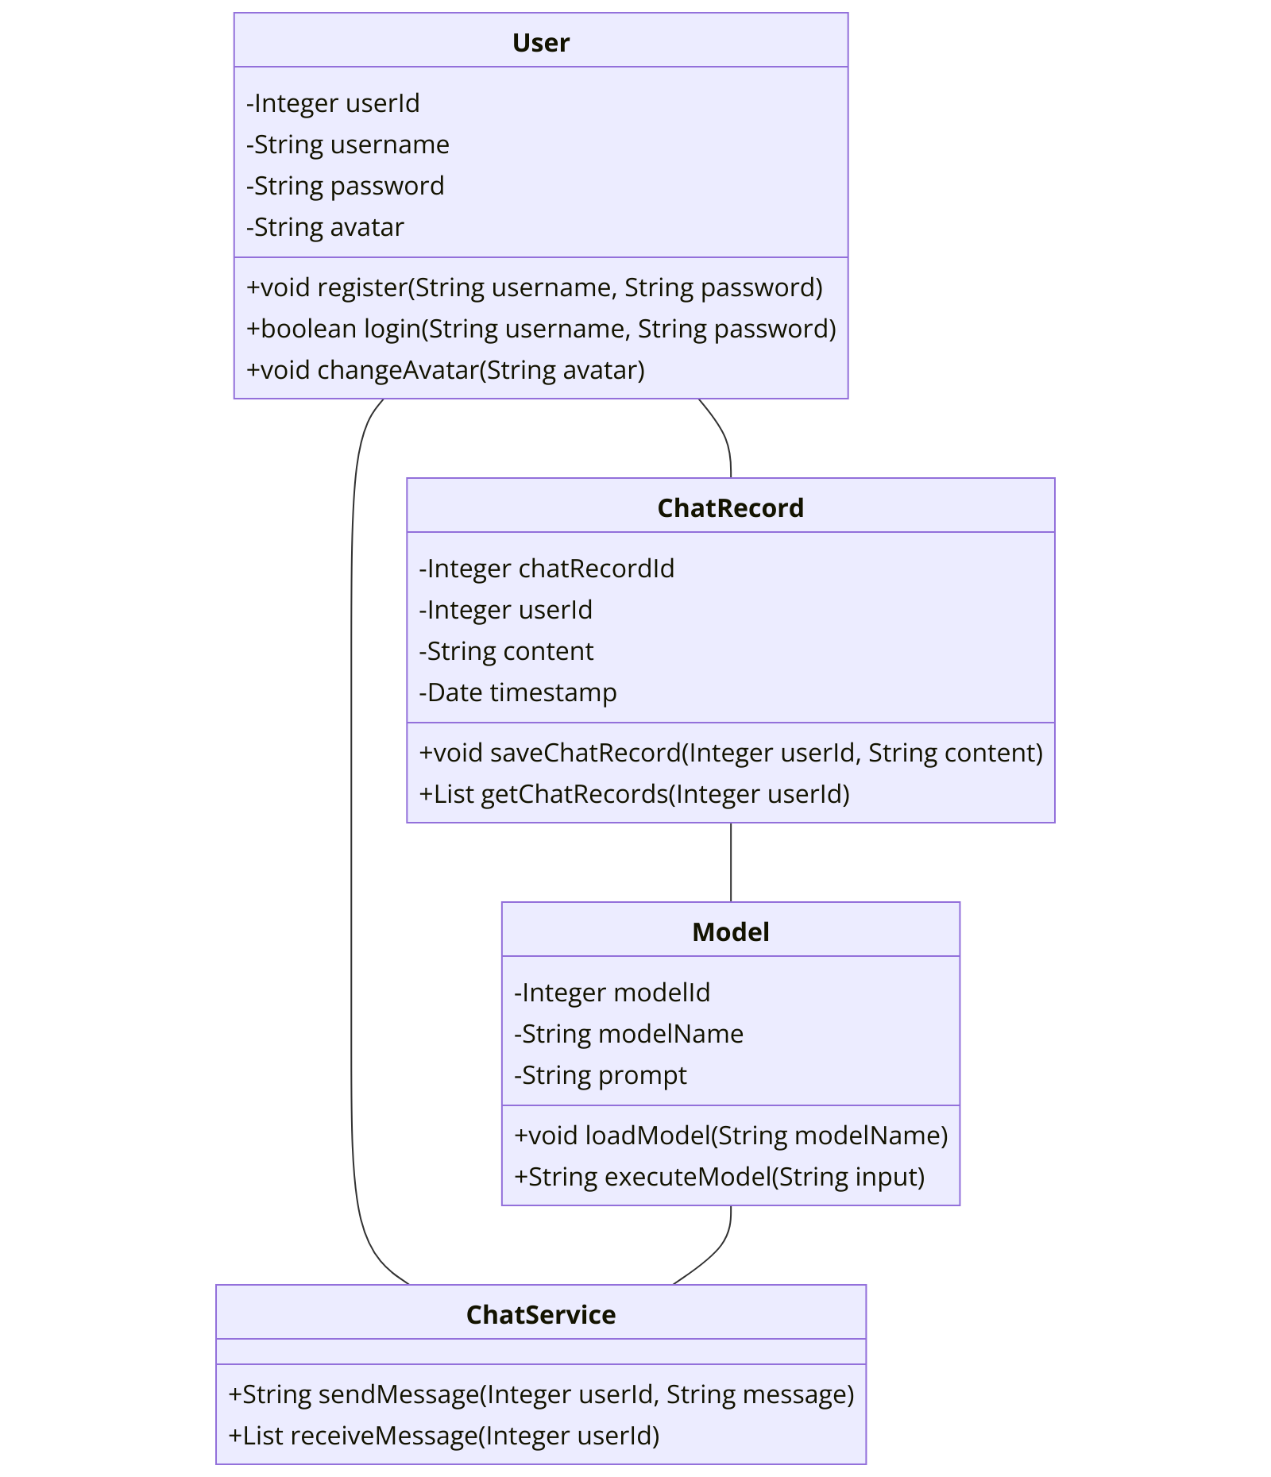 User
-Integer userId
-String username
-String password
-String avatar
+void register(String username, String password)
+boolean login(String username, String password)
+void changeAvatar(String avatar)
ChatRecord
-Integer chatRecordId
-Integer userId
-String content
-Date timestamp
+void saveChatRecord(Integer userId, String content)
+List getChatRecords(Integer userId)
Model
-Integer modelId
-String modelName
-String prompt
+void loadModel(String modelName)
+String executeModel(String input)
ChatService
+String sendMessage(Integer userId, String message)
+List receiveMessage(Integer userId)